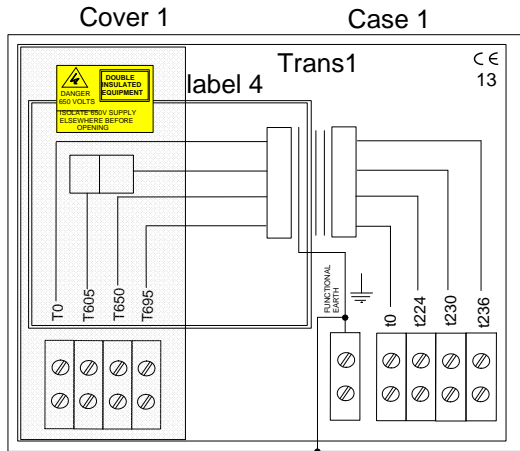 Cover 1
Case 1
DANGER
650 VOLTS
DOUBLE
INSULATED
EQUIPMENT
ISOLATE 650V SUPPLY
ELSEWHERE BEFORE
OPENING
label 4
Trans1
CE
13
T0
T605
T650
T695
FUNCTIONAL
EARTH
t0
t224
t230
t236